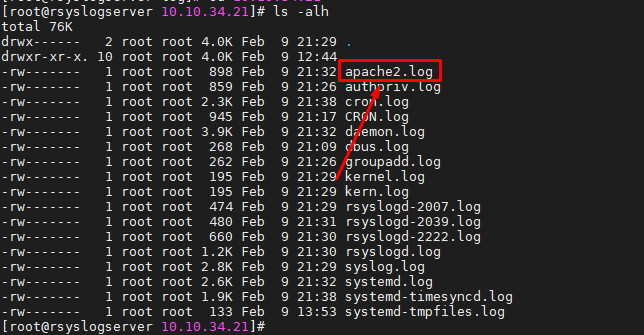 [root@rsyslogserver 10.10.34.21]# ls -alh
total 76K
drwx------  2 root root 4.0K Feb  9 21:29 .
drwxr-xr-x. 10 root root 4.0K Feb  9 12:44
-rw-------  1 root root  898 Feb  9 21:32 apache2.log
-rw-------  1 root root  859 Feb  9 21:26 authpriv.log
-rw-------  1 root root 2.3K Feb  9 21:38 cron.log
-rw-------  1 root root  945 Feb  9 21:17 CRON.log
-rw-------  1 root root 3.9K Feb  9 21:32 daemon.log
-rw-------  1 root root  268 Feb  9 21:09 dbus.log
-rw-------  1 root root  262 Feb  9 21:26 groupadd.log
-rw-------  1 root root  195 Feb  9 21:29 kernel.log
-rw-------  1 root root  195 Feb  9 21:29 kern.log
-rw-------  1 root root  474 Feb  9 21:29 rsyslogd-2007.log
-rw-------  1 root root  480 Feb  9 21:31 rsyslogd-2039.log
-rw-------  1 root root  660 Feb  9 21:30 rsyslogd-2222.log
-rw-------  1 root root 1.2K Feb  9 21:30 rsyslogd.log
-rw-------  1 root root 2.8K Feb  9 21:29 syslog.log
-rw-------  1 root root 2.6K Feb  9 21:32 systemd.log
-rw-------  1 root root 1.9K Feb  9 21:38 systemd-timesyncd.log
-rw-------  1 root root  133 Feb  9 13:53 systemd-tmpfiles.log
[root@rsyslogserver 10.10.34.21]#